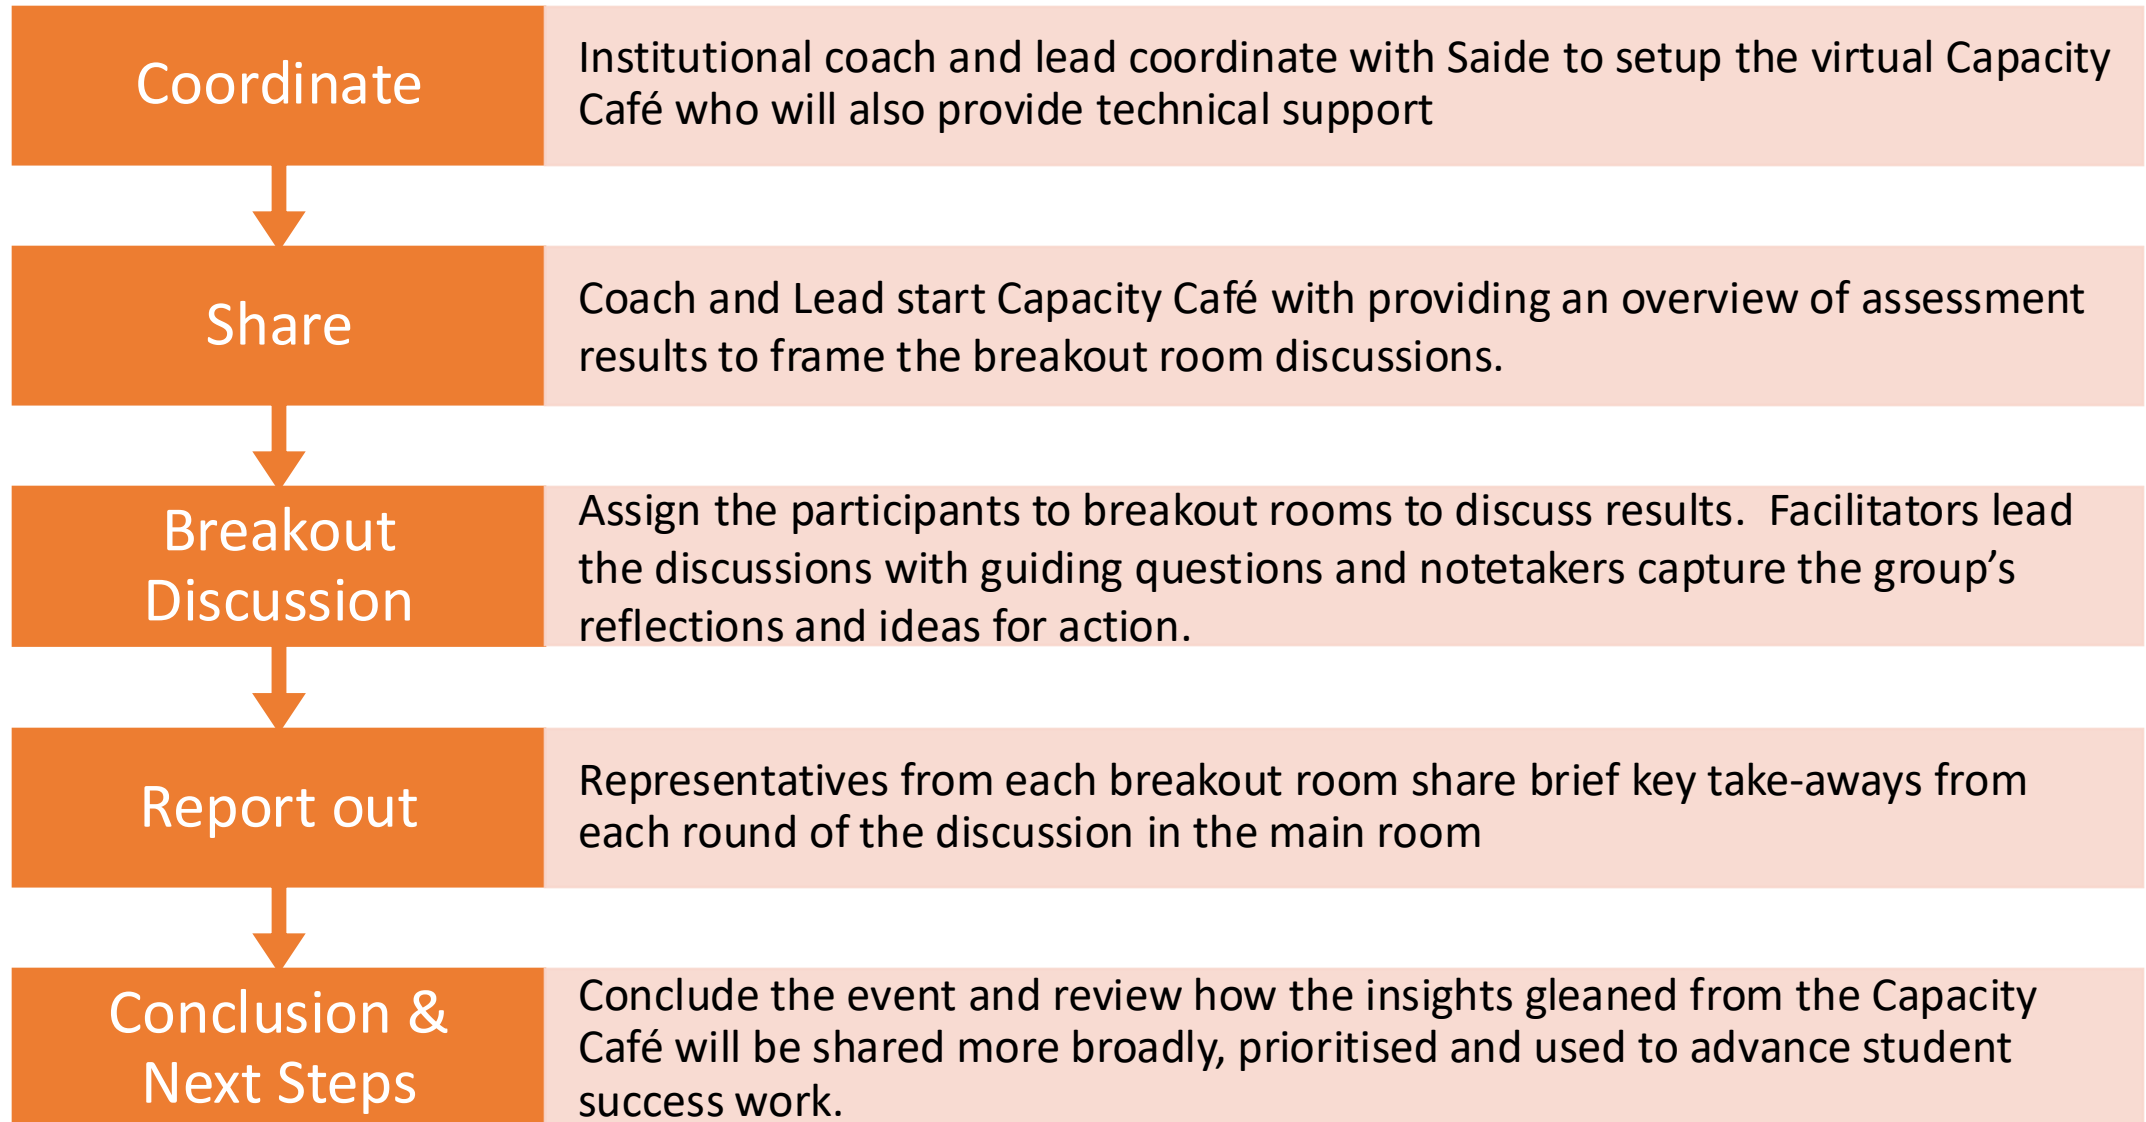 Coordinate
Institutional coach and lead coordinate with Saide to setup the virtual Capacity
Café who will also provide technical support
Share
Coach and Lead start Capacity Café with providing an overview of assessment
results to frame the breakout room discussions.
Breakout
Discussion
Assign the participants to breakout rooms to discuss results.  Facilitators lead
the discussions with guiding questions and notetakers capture the group’s
reflections and ideas for action.
Report out
Representatives from each breakout room share brief key take-aways from
each round of the discussion in the main room
Conclusion &
Next Steps
Conclude the event and review how the insights gleaned from the Capacity
Café will be shared more broadly, prioritised and used to advance student
success work.